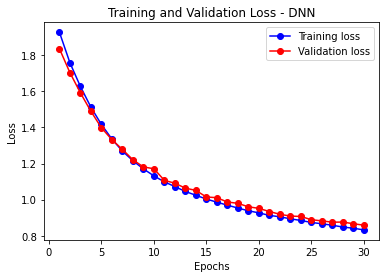 Training and Validation Loss - DNN
Training loss
Validation loss
Loss
1.8
1.6
1.4
1.2
1.0
0.8
0 5 10 15 20 25 30
Epochs